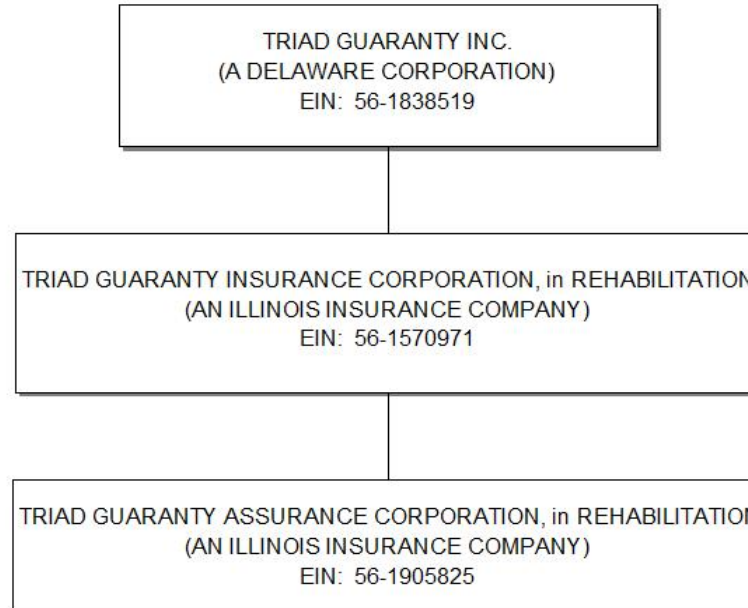 TRIAD GUARANTY INC.
(A DELAWARE CORPORATION)
EIN: 56-1838519
TRIAD GUARANTY INSURANCE CORPORATION, in REHABILITATION
(AN ILLINOIS INSURANCE COMPANY)
EIN: 56-1570971
TRIAD GUARANTY ASSURANCE CORPORATION, in REHABILITATION
(AN ILLINOIS INSURANCE COMPANY)
EIN: 56-1905825